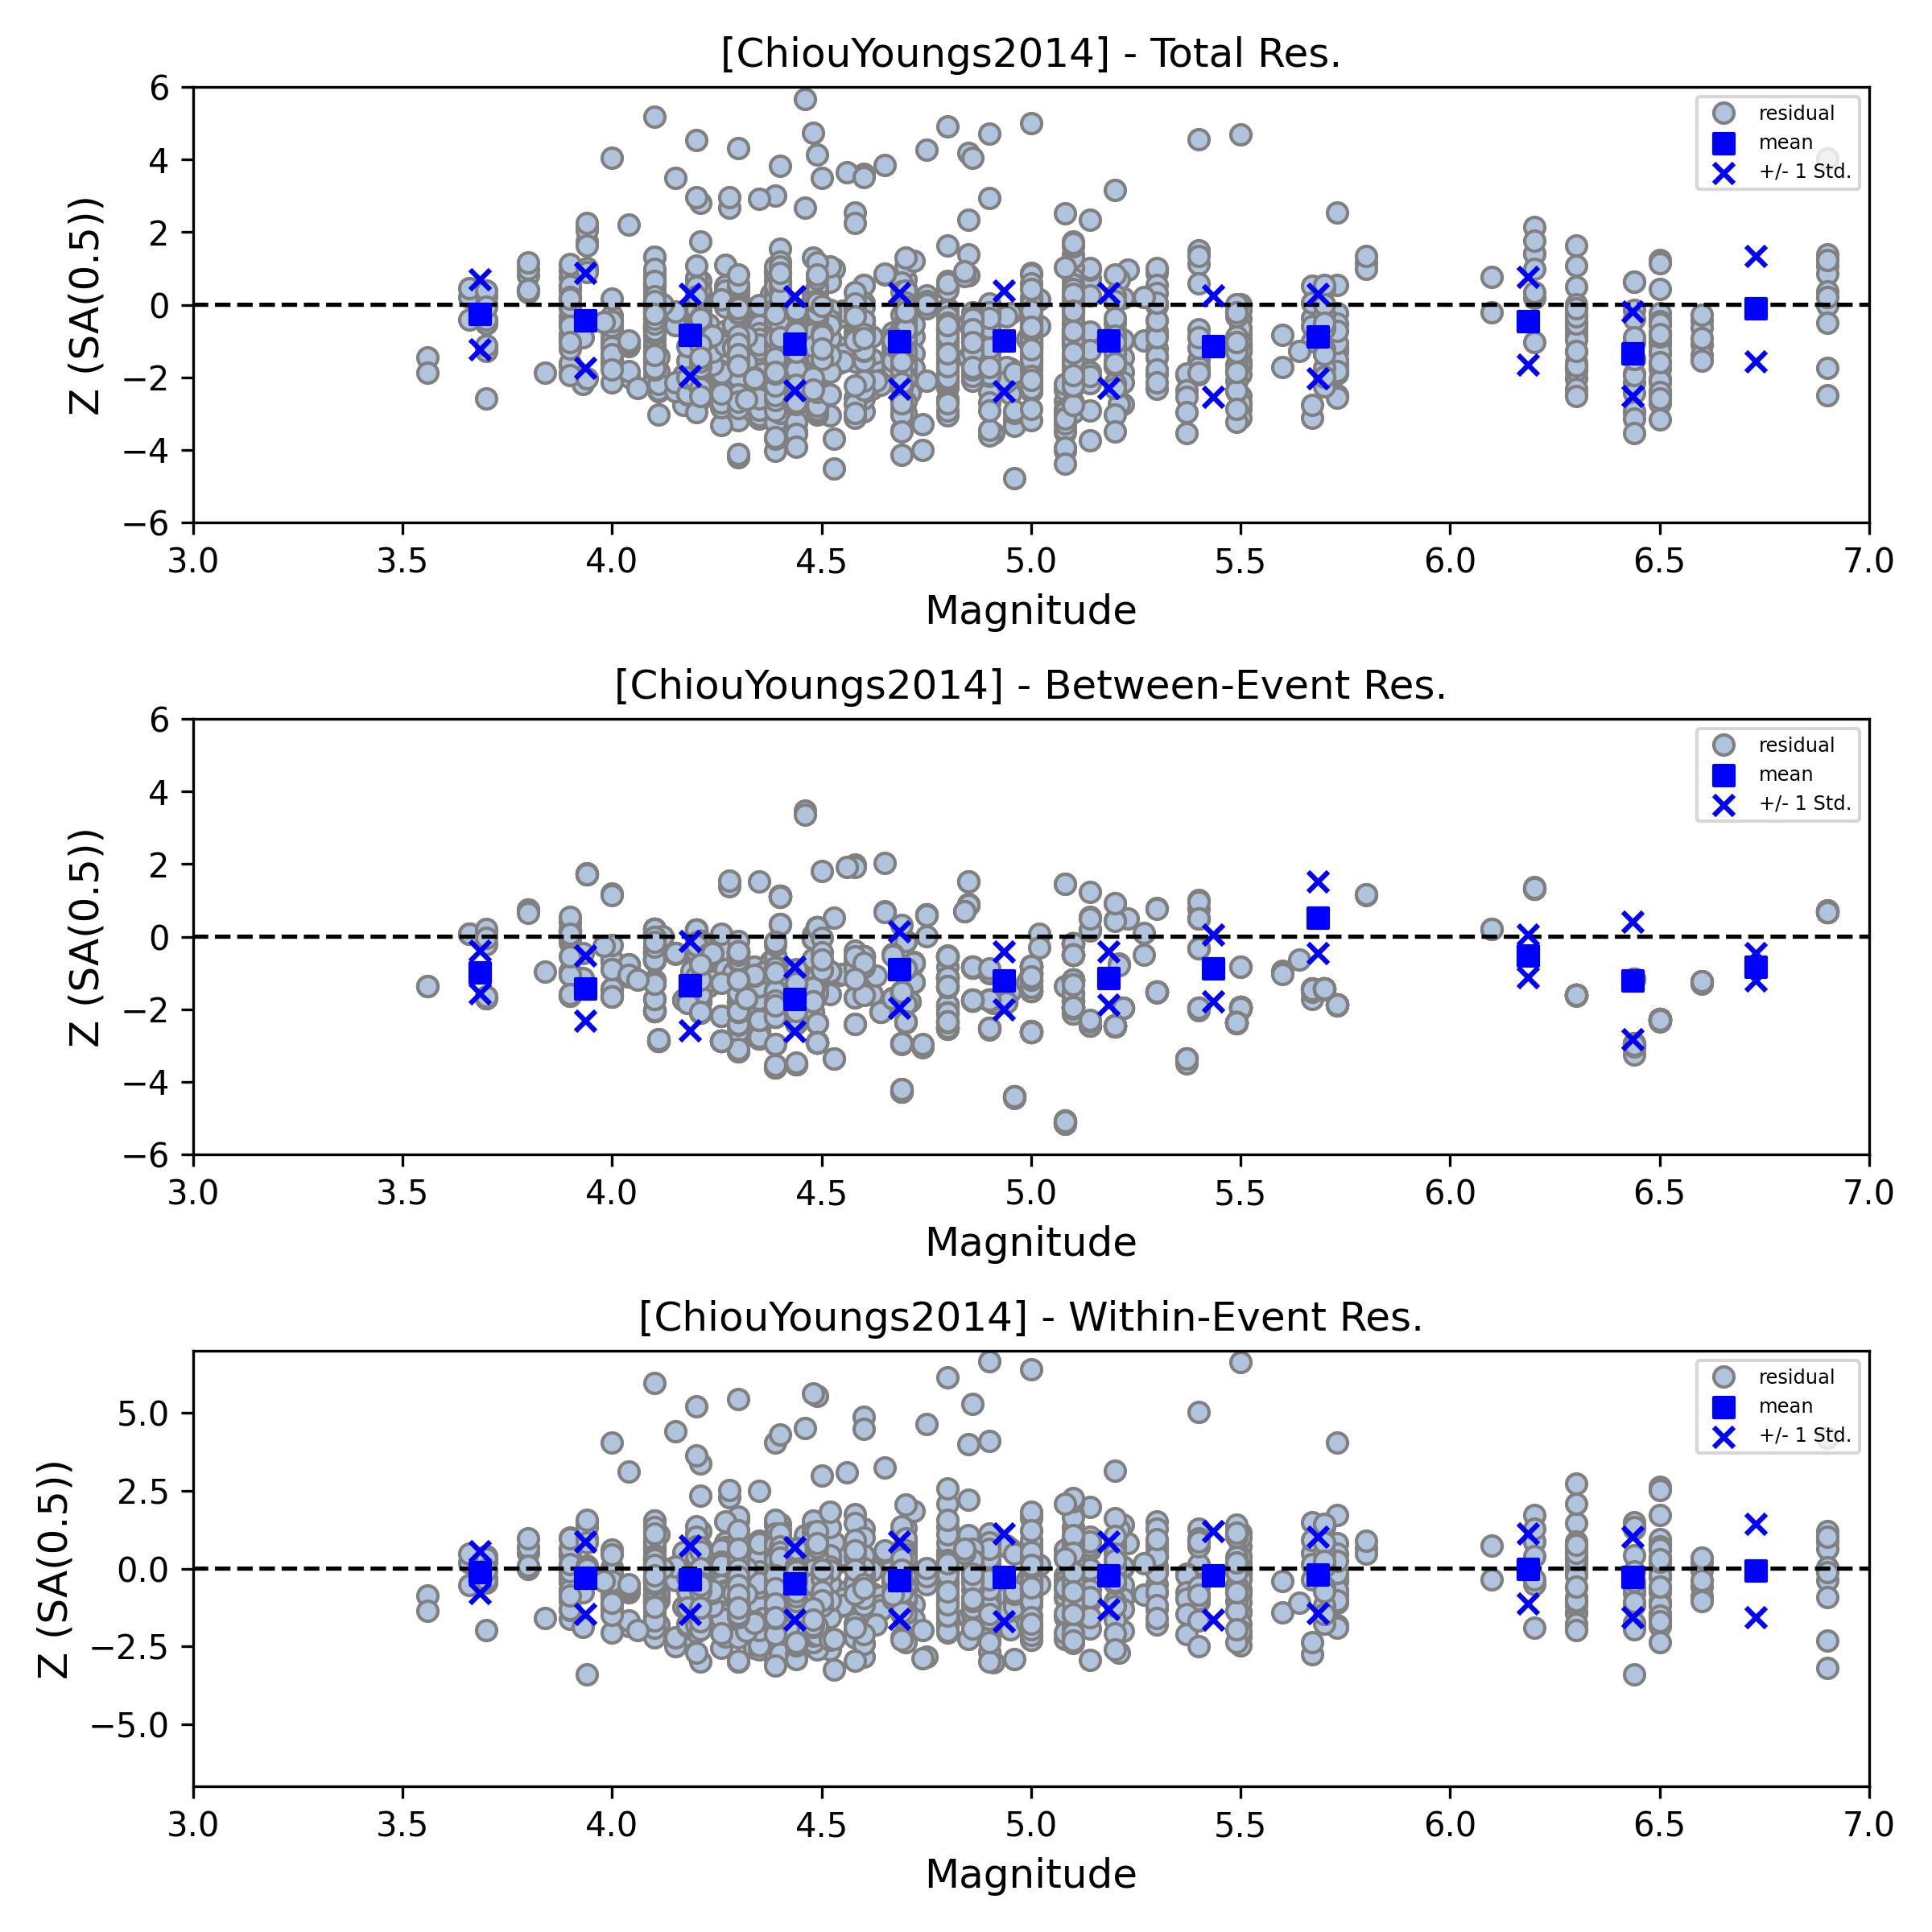 [ChiouYoungs2014] - Total Res.
6
4
2
0
−2
−4
−6
Z (SA(0.5))
residual
mean
+/- 1 Std.
3.0 3.5 4.0 4.5 5.0 5.5 6.0 6.5 7.0
Magnitude
[ChiouYoungs2014] - Between-Event Res.
6
4
2
0
−2
−4
−6
Z (SA(0.5))
residual
mean
+/- 1 Std.
3.0 3.5 4.0 4.5 5.0 5.5 6.0 6.5 7.0
Magnitude
[ChiouYoungs2014] - Within-Event Res.
5.0
2.5
0.0
−2.5
−5.0
Z (SA(0.5))
residual
mean
+/- 1 Std.
3.0 3.5 4.0 4.5 5.0 5.5 6.0 6.5 7.0
Magnitude